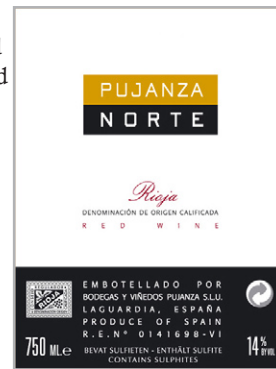 d
PUJANZA
NORTE
Rioja
DENOMINACIÓN DE ORIGEN CALIFICADA
RED WINE
RIOJA
EMBOTELLADO POR
BODEGAS Y VIÑEDOS PUJANZA S.L.U.
LAGUARDIA, ESPAÑA
PRODUCE OF SPAIN
R.E.Nº 0141698-VI
750 ML e
BEVAT SULFIETEN - ENTHÄLT SULFITE
CONTAINS SULPHITES
14% BY VOL